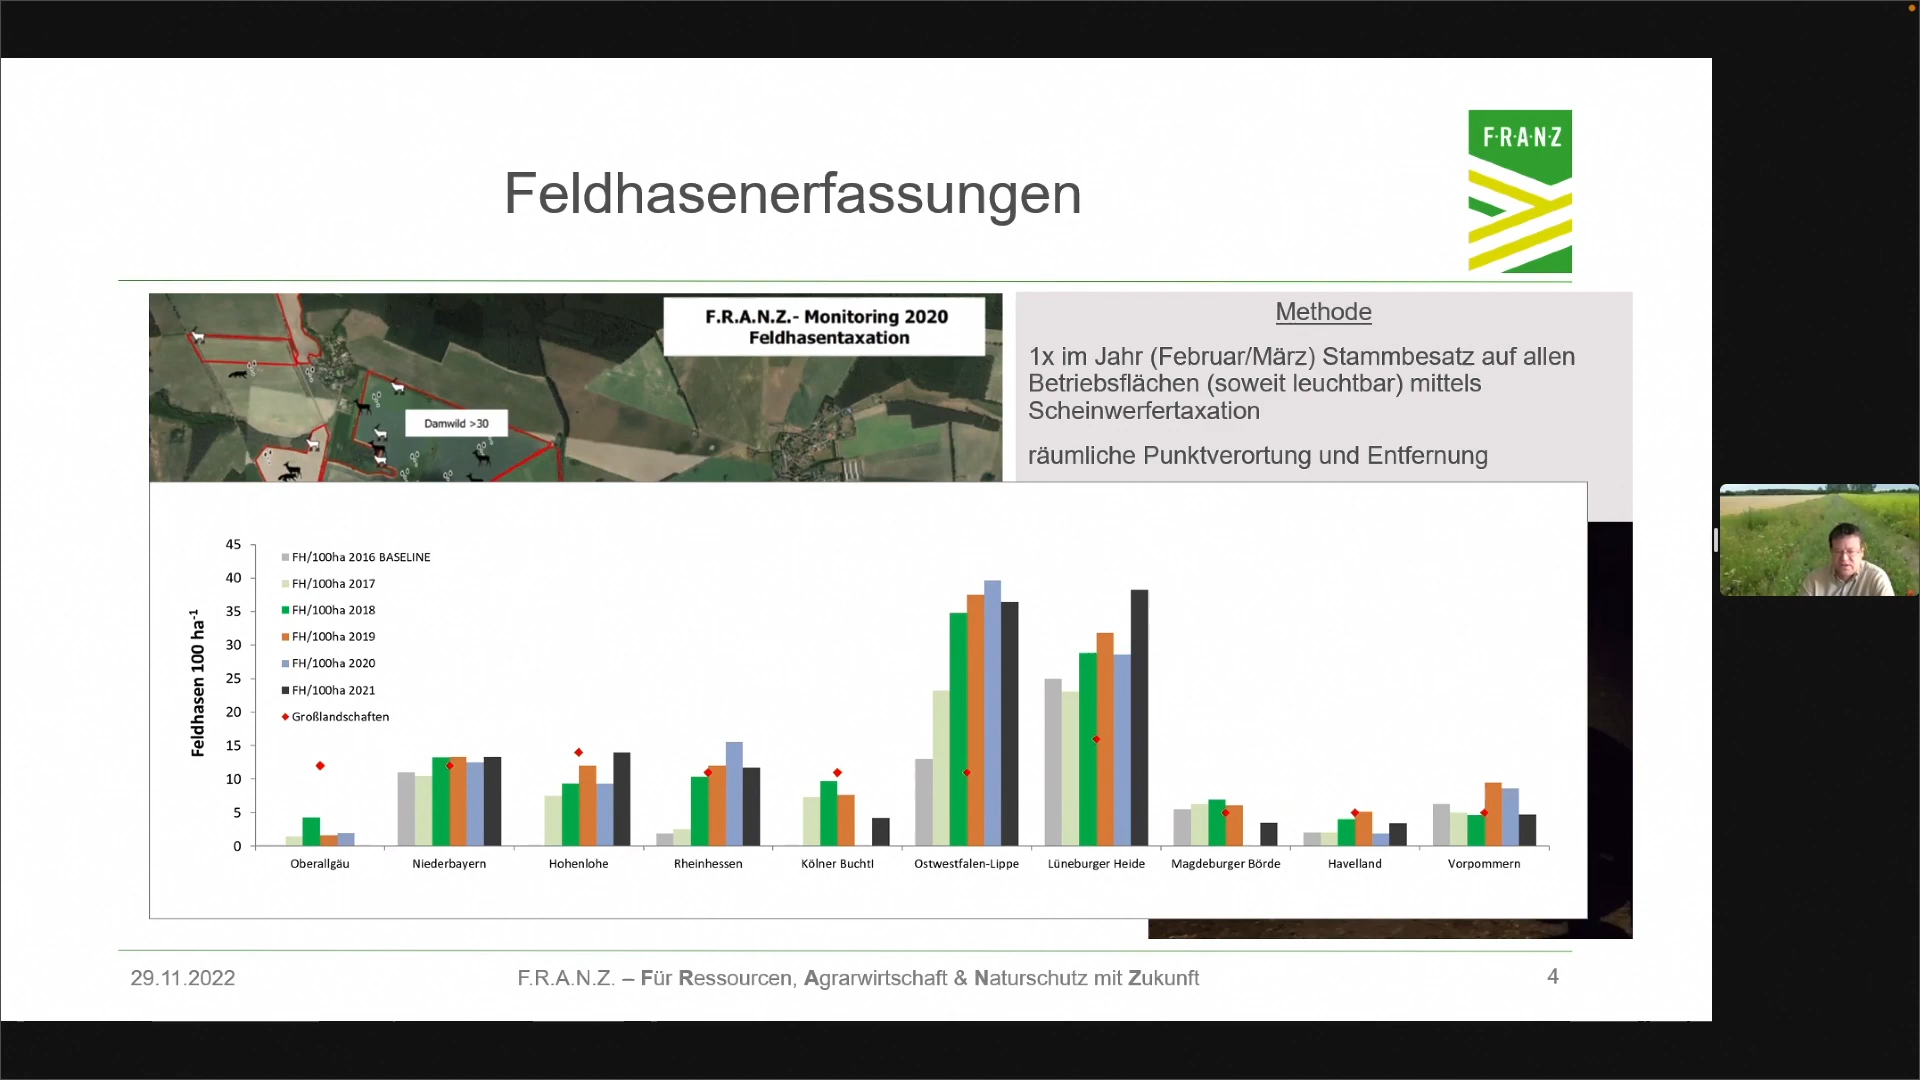 Feldhasenerfassungen
F·R·A·N·Z
F.R.A.N.Z.- Monitoring 2020
Feldhasentaxation
Damwild >30
Methode
1x im Jahr (Februar/März) Stammbesatz auf allen
Betriebsflächen (soweit leuchtbar) mittels
Scheinwerfertaxation
räumliche Punktverortung und Entfernung
Feldhasen 100 ha-1
45
40
35
30
25
20
15
10
5
0
FH/100ha 2016 BASELINE
FH/100ha 2017
FH/100ha 2018
FH/100ha 2019
FH/100ha 2020
FH/100ha 2021
Großlandschaften
Oberallgäu Niederbayern Hohenlohe Rheinhessen Kölner Buchtl Ostwestfalen-Lippe Lüneburger Heide Magdeburger Börde Havelland Vorpommern
29.11.2022 F.R.A.N.Z. – Für Ressourcen, Agrarwirtschaft & Naturschutz mit Zukunft 4